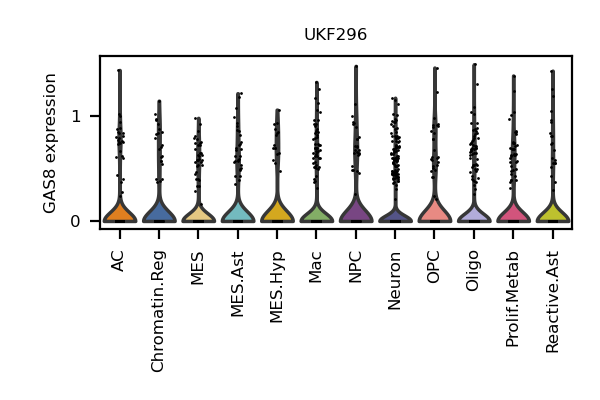 UKF296
GAS8 expression
1
0
AC
Chromatin.Reg
MES
MES.Ast
MES.Hyp
Mac
NPC
Neuron
OPC
Oligo
Prolif.Metab
Reactive.Ast